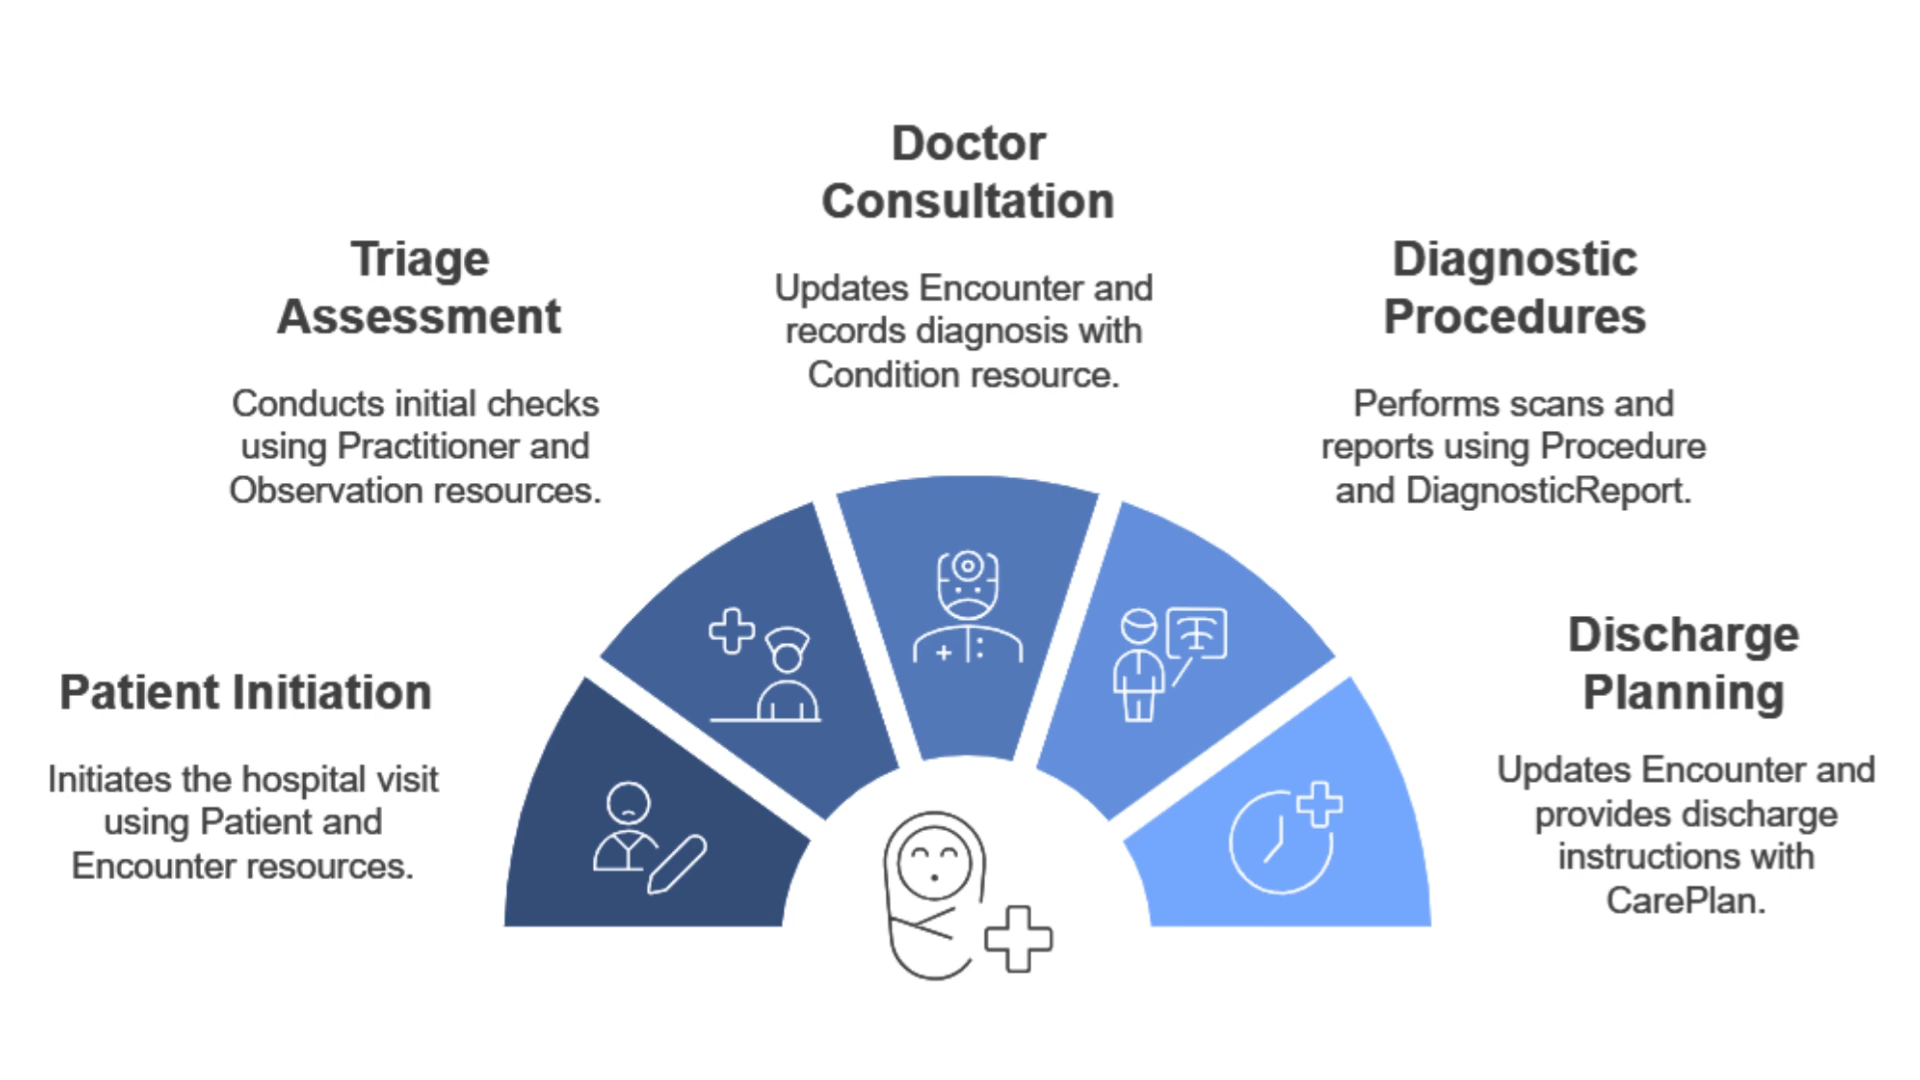 Patient Initiation
Initiates the hospital visit
using Patient and
Encounter resources.
Triage
Assessment
Conducts initial checks
using Practitioner and
Observation resources.
Doctor
Consultation
Updates Encounter and
records diagnosis with
Condition resource.
Diagnostic
Procedures
Performs scans and
reports using Procedure
and DiagnosticReport.
Discharge
Planning
Updates Encounter and
provides discharge
instructions with
CarePlan.